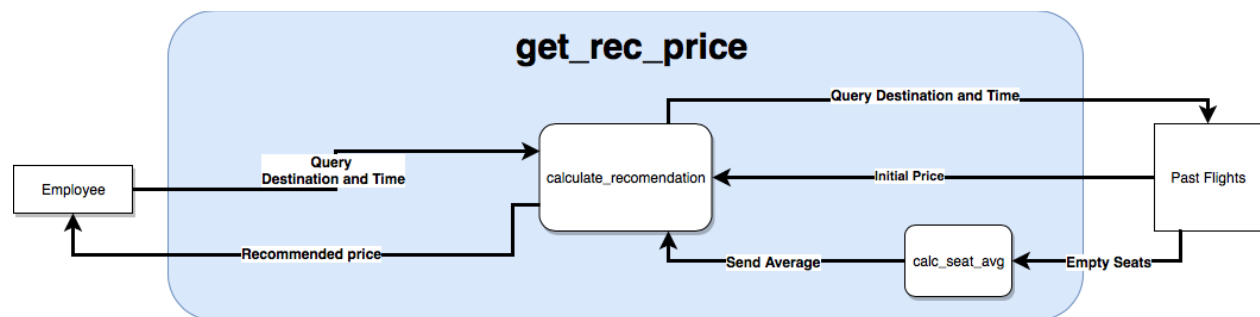 get_rec_price
Query Destination and Time
Query
Destination and Time
Employee
calculate_recomendation
Initial Price
Past Flights
Recommended price
Send Average
calc_seat_avg
Empty Seats